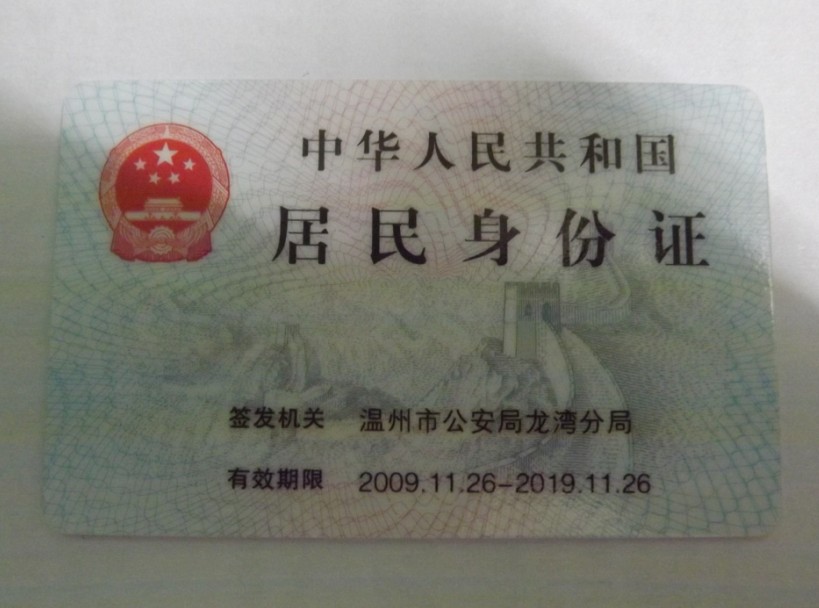 中华人民共和国
居民身份证
签发机关 温州市公安局龙湾分局
有效期限 2009.11.26-2019.11.26